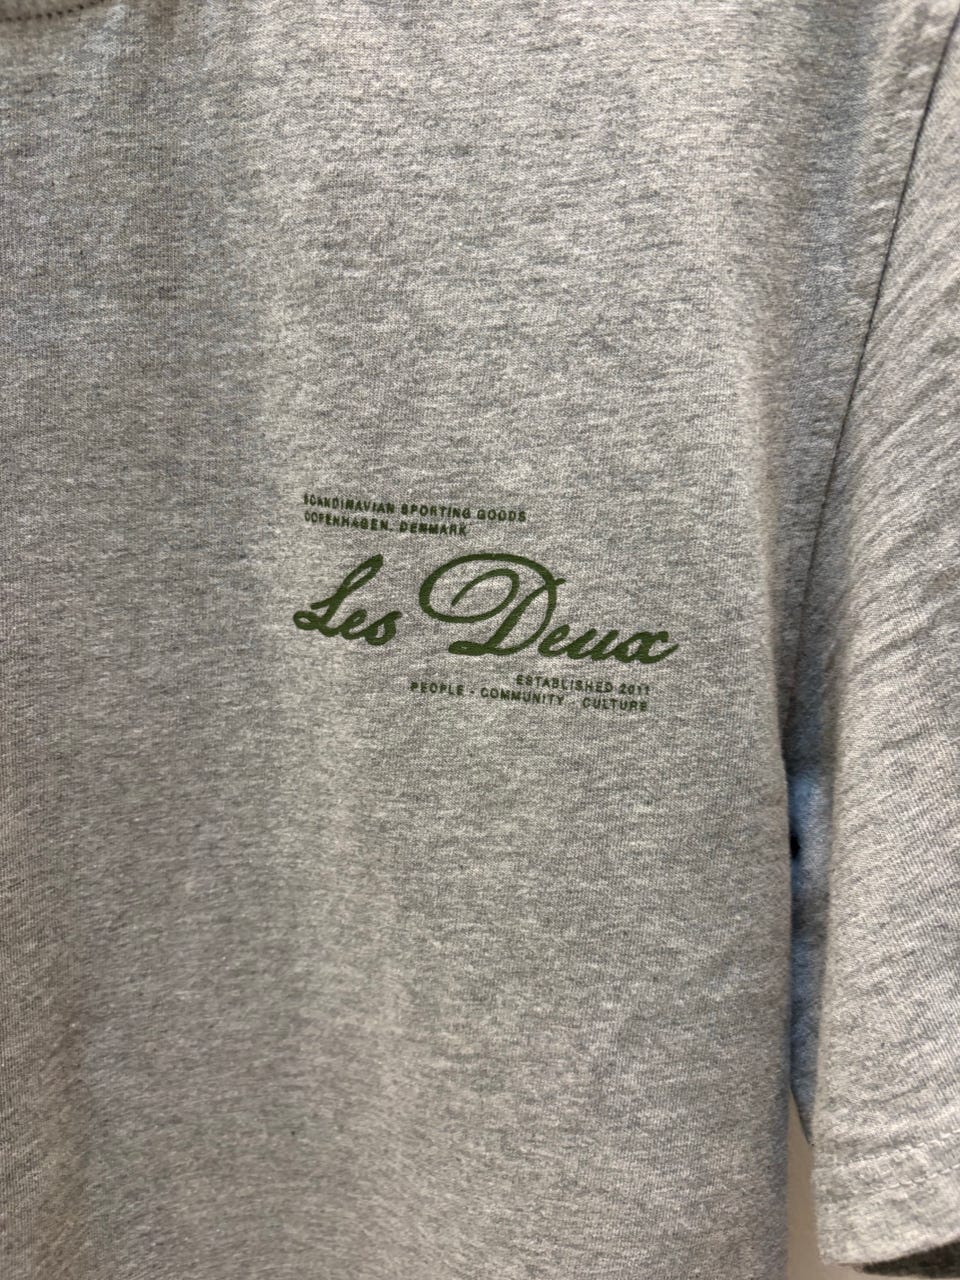 SCANDINAVIAN SPORTING GOODS
COPENHAGEN, DENMARK
Les Deux
ESTABLISHED 2011
PEOPLE - COMMUNITY - CULTURE